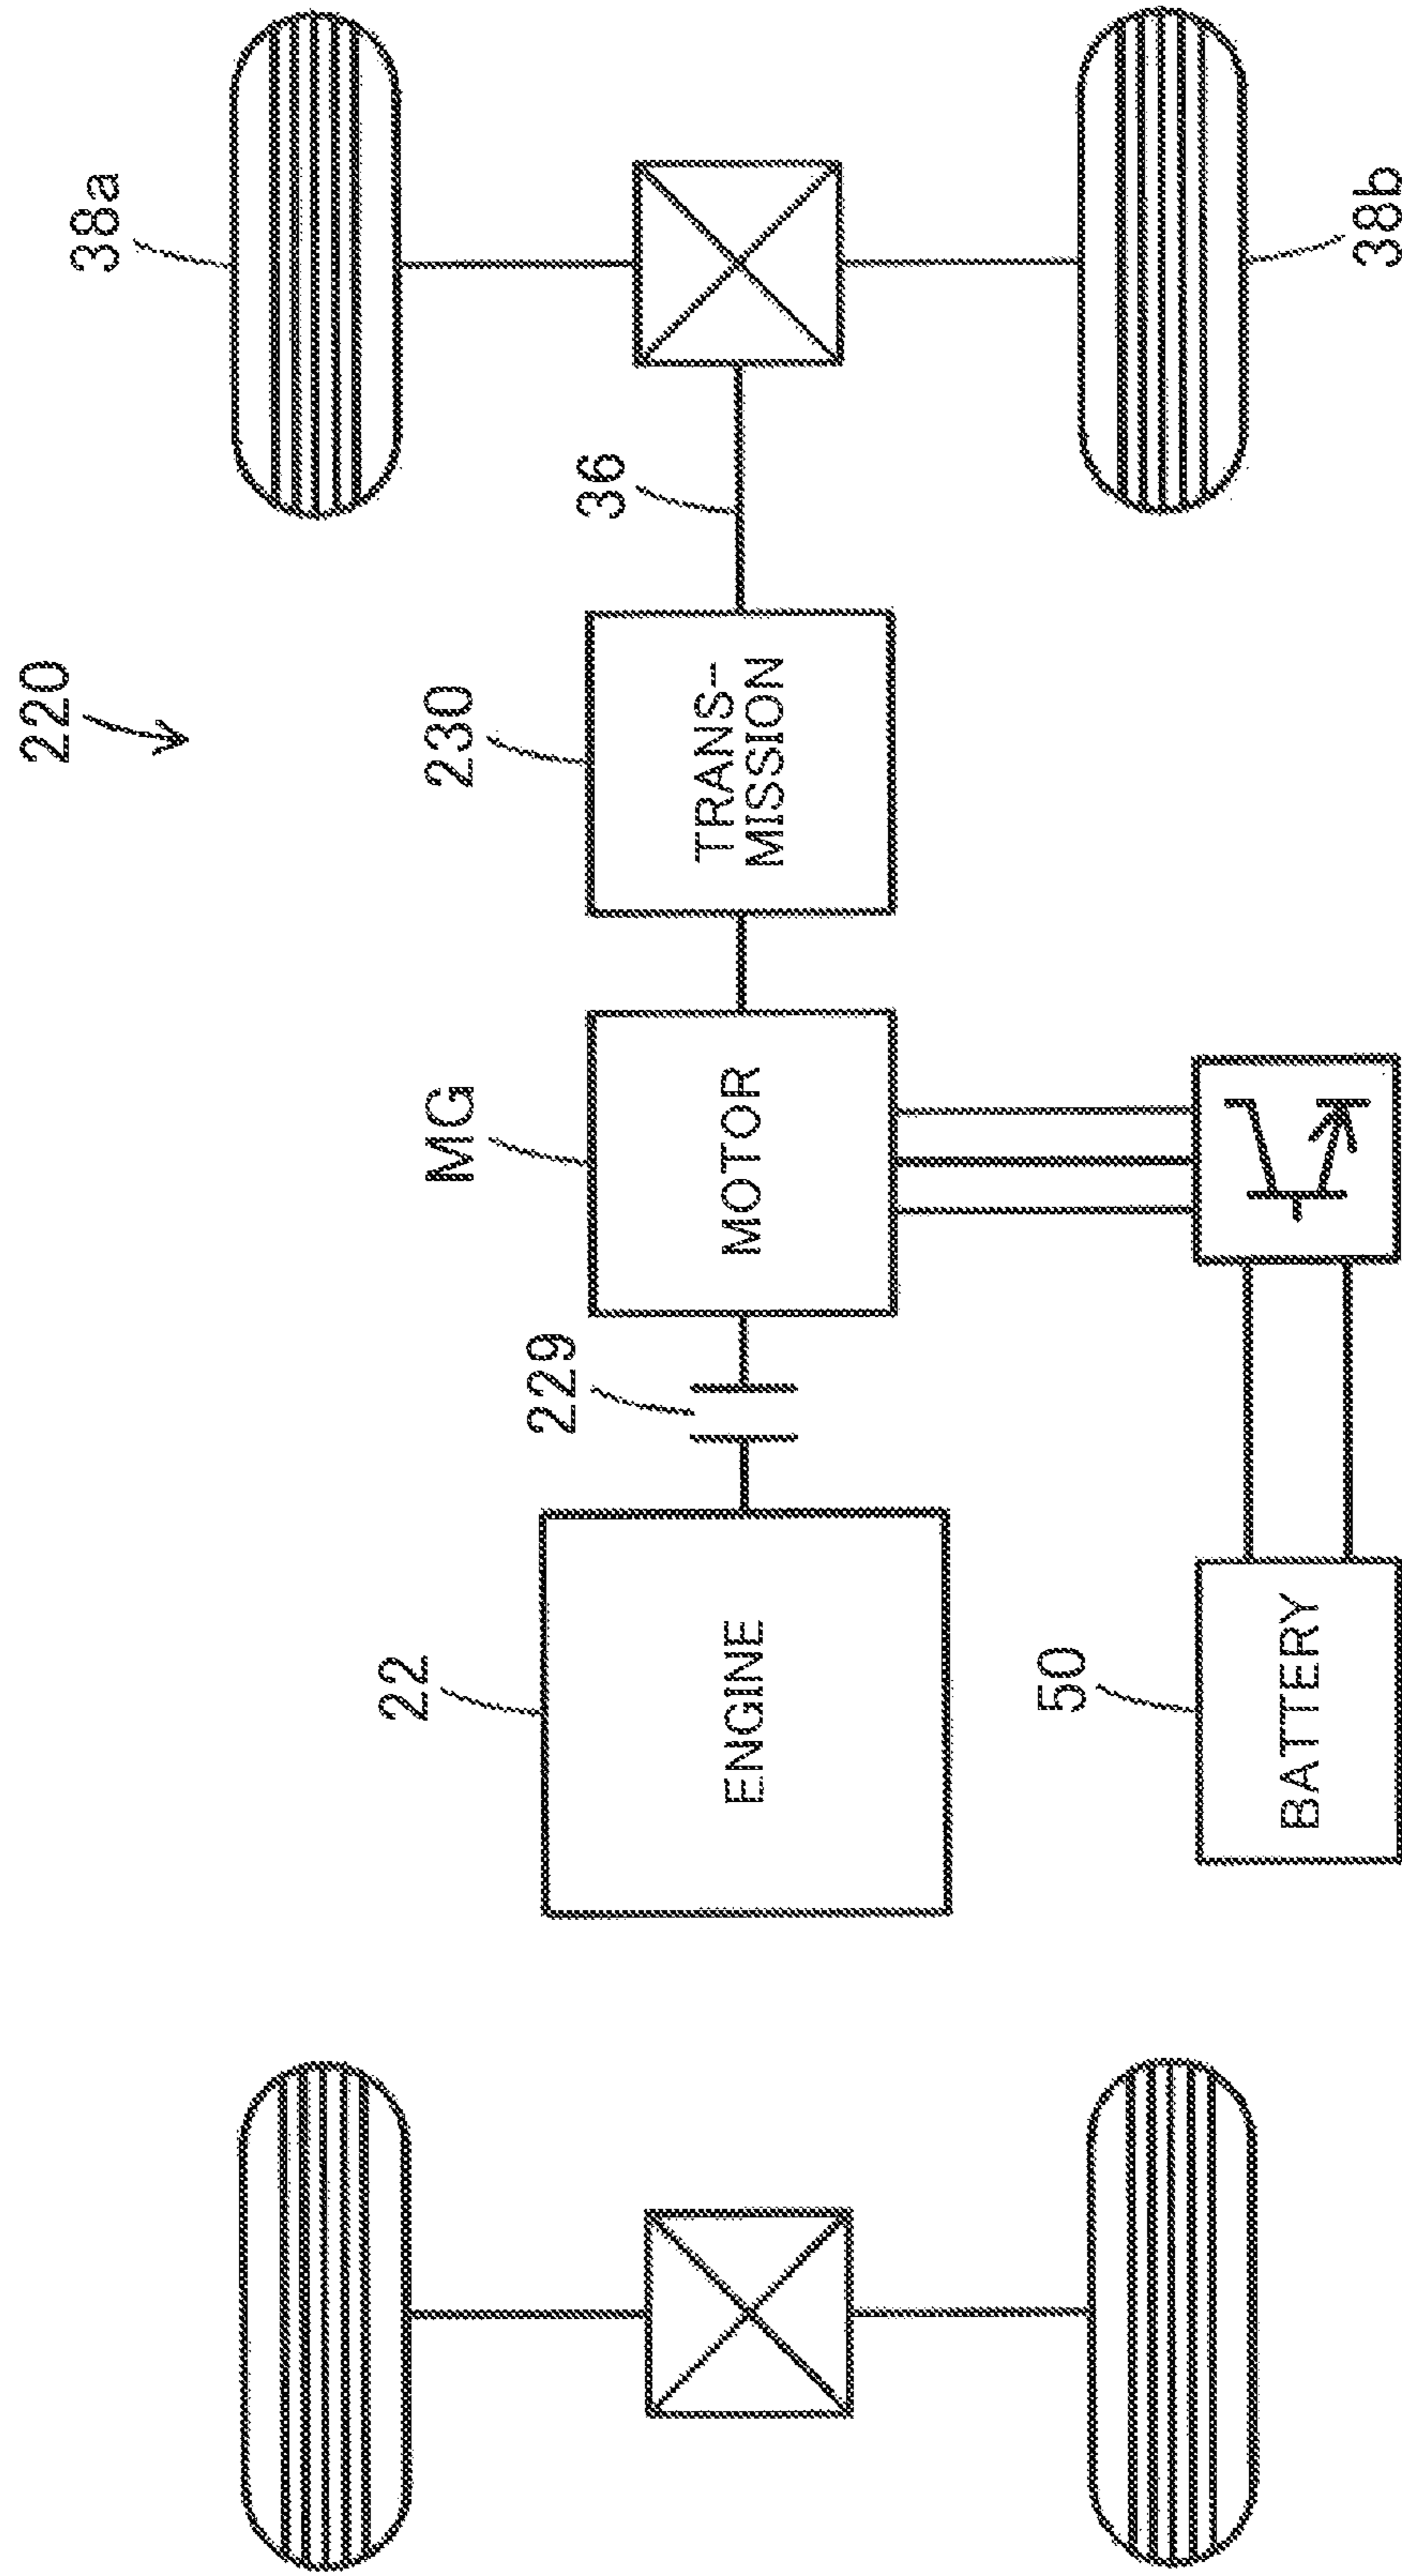 220
38a
36
230
TRANS-
MISSION
MG
MOTOR
229
22
ENGINE
50
BATTERY
38b